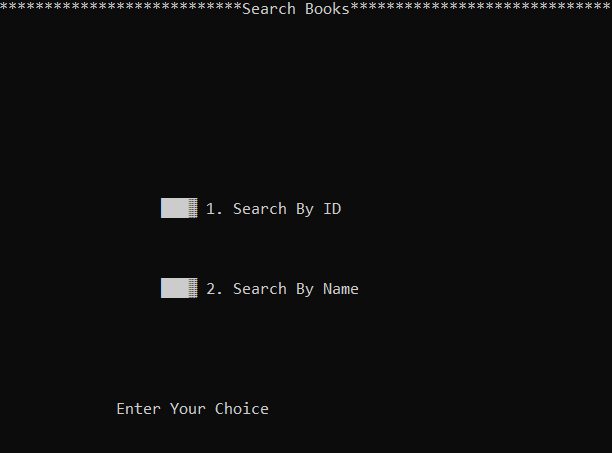 ***************************Search Books*****************************
1. Search By ID
2. Search By Name
Enter Your Choice